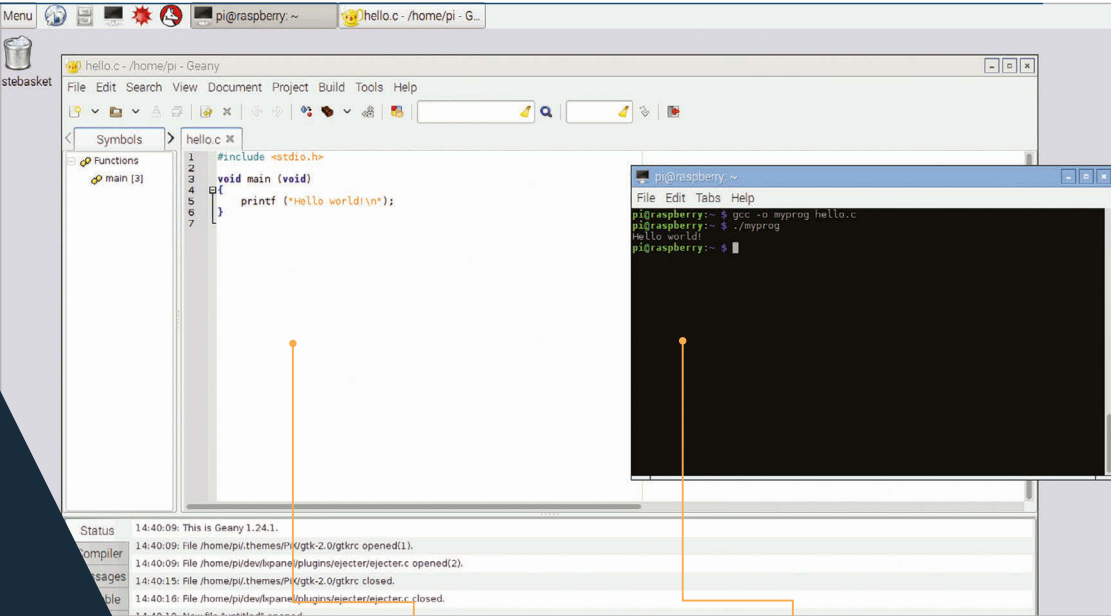 Menu
pi@raspberry: ~
hello.c - /home/pi - G...
stebasket
hello.c - /home/pi - Geany
File Edit Search View Document Project Build Tools Help
Symbols
hello.c
Functions
main [3]
1 #include <stdio.h>
2
3 void main (void)
4 {
5 printf ("Hello world!\n");
6 }
7
pi@raspberry: ~
File Edit Tabs Help
pi@raspberry:~ $ gcc -o myprog hello.c
pi@raspberry:~ $ ./myprog
Hello world!
pi@raspberry:~ $
Status
Compiler
ssages
ble
14:40:09: This is Geany 1.24.1.
14:40:09: File /home/pi/.themes/PiX/gtk-2.0/gtkrc opened(1).
14:40:09: File /home/pi/dev/lxpanel/plugins/ejecter/ejecter.c opened(2).
14:40:15: File /home/pi/.themes/PiX/gtk-2.0/gtkrc closed.
14:40:16: File /home/pi/dev/lxpanel/plugins/ejecter/ejecter.c closed.